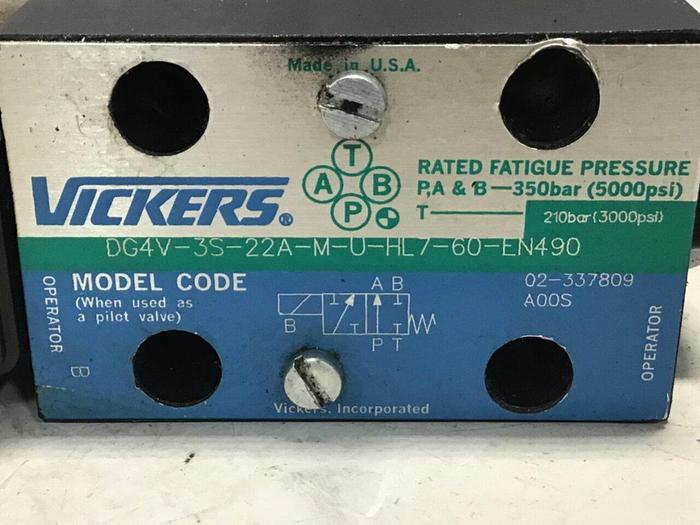 Made in U.S.A.
VICKERS®
T
A B
P
RATED FATIGUE PRESSURE
P,A & B—350bar (5000psi)
T— 210bar(3000psi)
DG4V-3S-22A-M-U-HL7-60-EN490
OPERATOR B
MODEL CODE
(When used as
a pilot valve)
A B
B
T T T
P T
02-337809
A00S
OPERATOR
Vickers, Incorporated